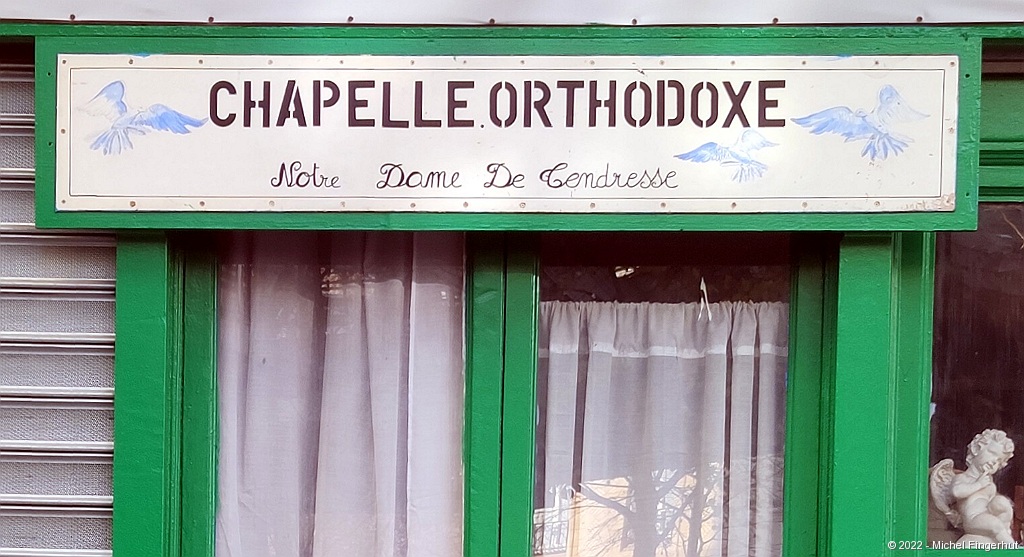 CHAPELLE.ORTHODOXE
Notre Dame De Tendresse
© 2022 - Michel Fingerhut